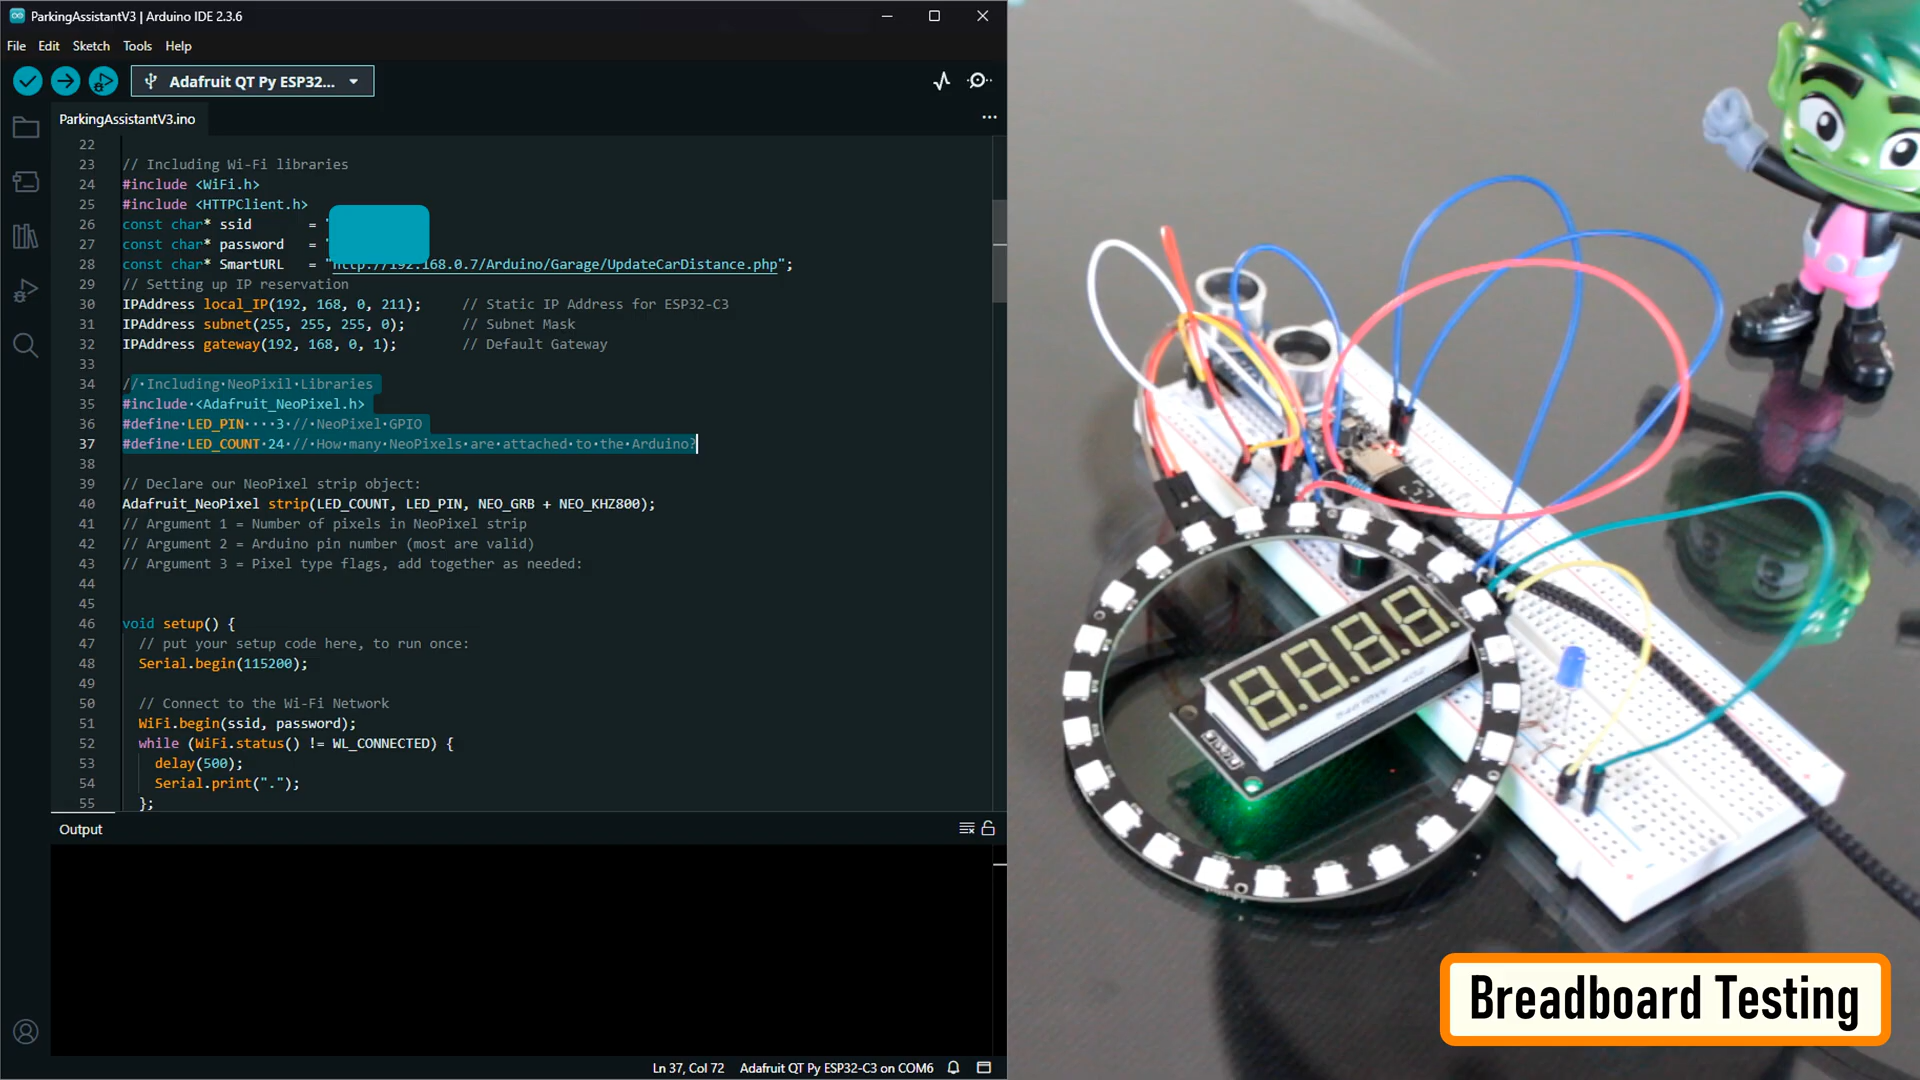 ParkingAssistantV3 | Arduino IDE 2.3.6
File Edit Sketch Tools Help
Adafruit QT Py ESP32...
ParkingAssistantV3.ino
22
23 // Including Wi-Fi libraries
24 #include <WiFi.h>
25 #include <HTTPClient.h>
26 const char* ssid = "
27 const char* password = "
28 const char* SmartURL = "http://192.168.0.7/Arduino/Garage/UpdateCarDistance.php";
29 // Setting up IP reservation
30 IPAddress local_IP(192, 168, 0, 211); // Static IP Address for ESP32-C3
31 IPAddress subnet(255, 255, 255, 0); // Subnet Mask
32 IPAddress gateway(192, 168, 0, 1); // Default Gateway
33
34 // Including NeoPixil Libraries
35 #include <Adafruit_NeoPixel.h>
36 #define LED_PIN 3 // NeoPixel GPIO
37 #define LED_COUNT 24 // How many NeoPixels are attached to the Arduino?
38
39 // Declare our NeoPixel strip object:
40 Adafruit_NeoPixel strip(LED_COUNT, LED_PIN, NEO_GRB + NEO_KHZ800);
41 // Argument 1 = Number of pixels in NeoPixel strip
42 // Argument 2 = Arduino pin number (most are valid)
43 // Argument 3 = Pixel type flags, add together as needed:
44
45
46 void setup() {
47 // put your setup code here, to run once:
48 Serial.begin(115200);
49
50 // Connect to the Wi-Fi Network
51 WiFi.begin(ssid, password);
52 while (WiFi.status() != WL_CONNECTED) {
53 delay(500);
54 Serial.print(".");
55 };
Output
Ln 37, Col 72 Adafruit QT Py ESP32-C3 on COM6
Breadboard Testing